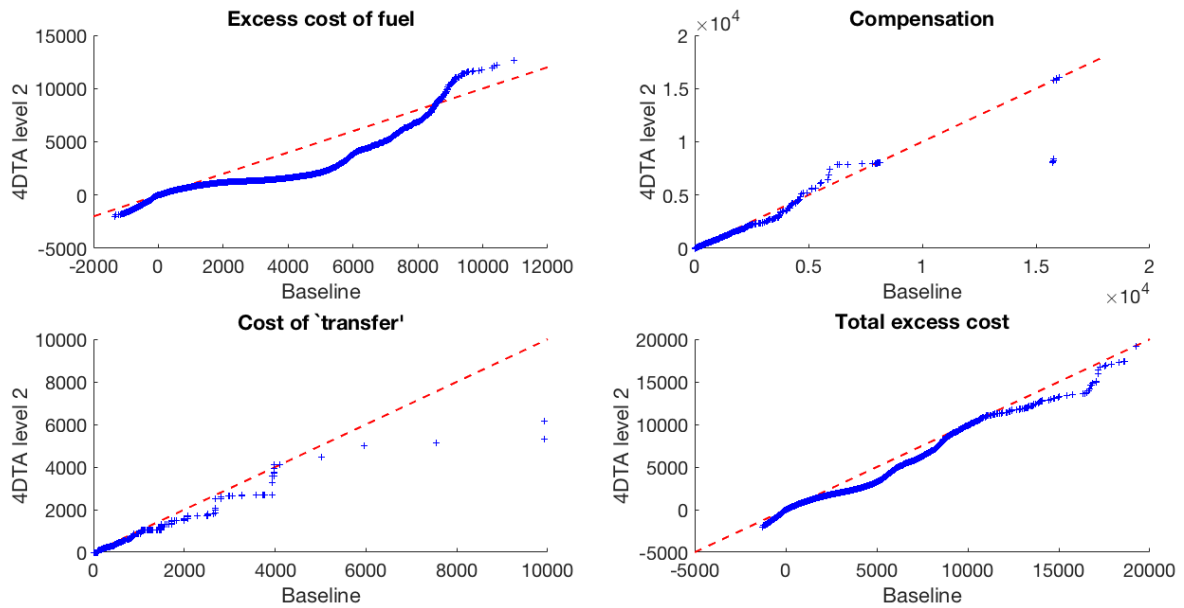 Excess cost of fuel
15000
10000
5000
0
-5000
4DTA level 2
-2000 0 2000 4000 6000 8000 10000 12000
Baseline
Compensation
×10⁴
2
1.5
1
0.5
0
4DTA level 2
0 0.5 1 1.5 2
Baseline
×10⁴
Cost of `transfer'
10000
8000
6000
4000
2000
0
4DTA level 2
0 2000 4000 6000 8000 10000
Baseline
Total excess cost
20000
15000
10000
5000
0
-5000
4DTA level 2
-5000 0 5000 10000 15000 20000
Baseline